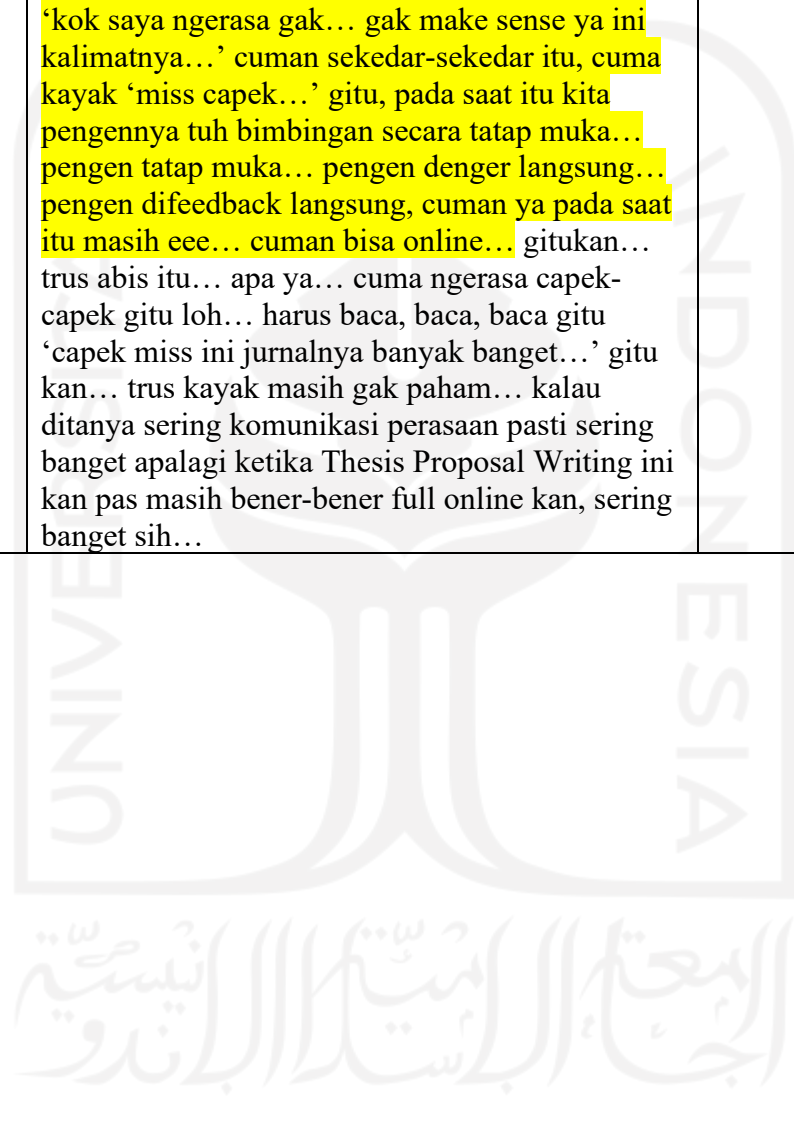 ‘kok saya ngerasa gak… gak make sense ya ini
kalimatnya…’ cuman sekedar-sekedar itu, cuma
kayak ‘miss capek…’ gitu, pada saat itu kita
pengennya tuh bimbingan secara tatap muka…
pengen tatap muka… pengen denger langsung…
pengen difeedback langsung, cuman ya pada saat
itu masih eee… cuman bisa online… gitukan…
trus abis itu… apa ya… cuma ngerasa capek-
capek gitu loh… harus baca, baca, baca gitu
‘capek miss ini jurnalnya banyak banget…’ gitu
kan… trus kayak masih gak paham… kalau
ditanya sering komunikasi perasaan pasti sering
banget apalagi ketika Thesis Proposal Writing ini
kan pas masih bener-bener full online kan, sering
banget sih…
UNIVERSITA
INDONESIA